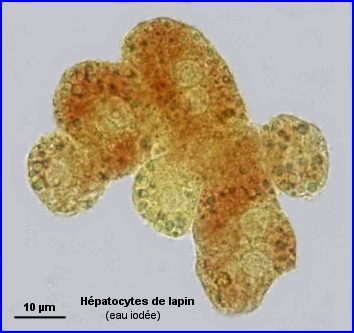 Hépatocytes de lapin
(eau iodée)
10 µm